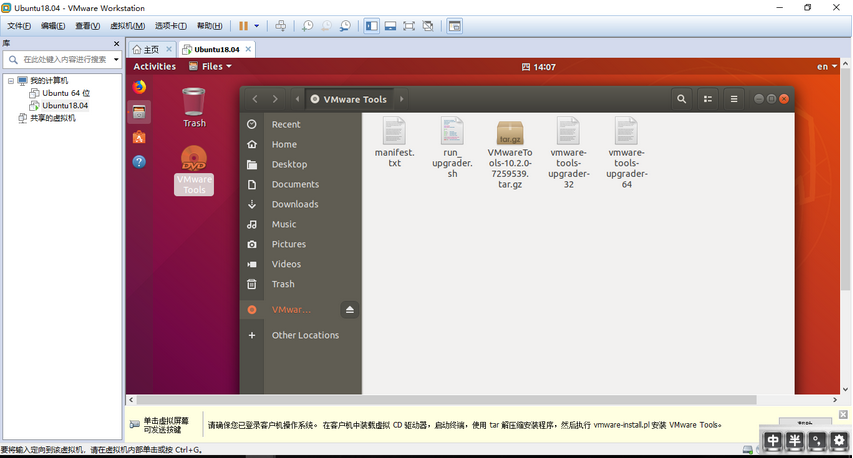 Ubuntu18.04 - VMware Workstation
文件(F) 编辑(E) 查看(V) 虚拟机(M) 选项卡(T) 帮助(H)
库
在此处键入内容进行搜索
我的计算机
Ubuntu 64 位
Ubuntu18.04
共享的虚拟机
主页 Ubuntu18.04
Activities Files 四 14:07 en
Trash
DVD
VMware
Tools
VMware Tools
Recent
Home
Desktop
Documents
Downloads
Music
Pictures
Videos
Trash
VMwar...
Other Locations
manifest.
txt
run_
upgrader.
sh
tar.gz
VMwareTo
ols-10.2.0-
7259539.
tar.gz
vmware-
tools-
upgrader-
32
vmware-
tools-
upgrader-
64
单击虚拟屏幕
可发送按键
请确保您已登录客户机操作系统。在客户机中装载虚拟 CD 驱动器，启动终端，使用 tar 解压缩安装程序，然后执行 vmware-install.pl 安装 VMware Tools。
要将输入定向到该虚拟机，请在虚拟机内部单击或按 Ctrl+G。
中 半 °,